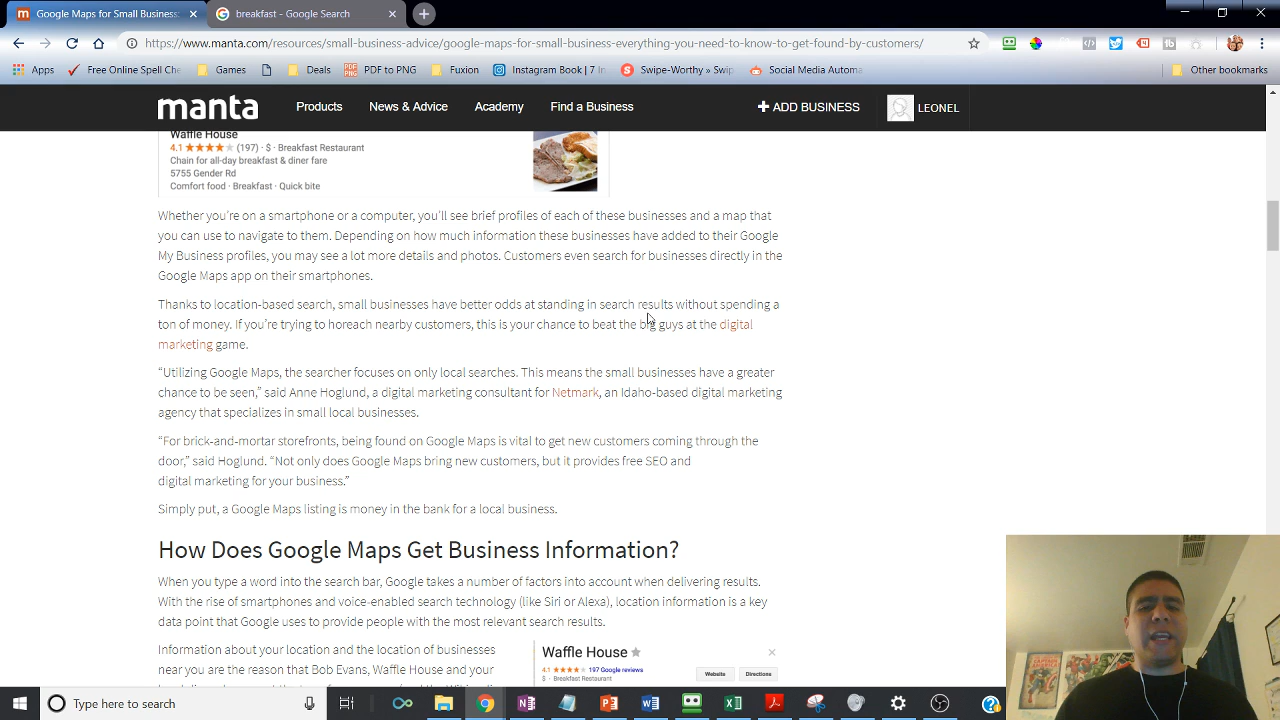 Google Maps for Small Business:
breakfast - Google Search
https://www.manta.com/resources/small-business-advice/google-maps-for-small-business-everything-you-need-to-know-to-get-found-by-customers/
Apps
Free Online Spell Che
Games
Deals
PDF to PNG
Fuxion
Instagram Book | 7 In
Swipe-Worthy » Swip
Social Media Automa
Other bookmarks
manta
Products
News & Advice
Academy
Find a Business
+ ADD BUSINESS
LEONEL
Waffle House
4.1 ★★★★★ (197) · $ · Breakfast Restaurant
Chain for all-day breakfast & diner fare
5755 Gender Rd
Comfort food · Breakfast · Quick bite
Whether you're on a smartphone or a computer, you'll see brief profiles of each of these businesses and a map that
you can use to navigate to them. Depending on how much information these businesses have added to their Google
My Business profiles, you may see a lot more details and photos. Customers even search for businesses directly in the
Google Maps app on their smartphones.
Thanks to location-based search, small businesses have better odds at standing in search results without spending a
ton of money. If you're trying to horeach nearby customers, this is your chance to beat the big guys at the digital
marketing game.
“Utilizing Google Maps, the searcher focuses on only local searches. This means the small businesses have a greater
chance to be seen,” said Anne Hoglund, a digital marketing consultant for Netmark, an Idaho-based digital marketing
agency that specializes in small local businesses.
“For brick-and-mortar storefronts, being found on Google Maps is vital to get new customers coming through the
door,” said Hoglund. “Not only does Google Maps bring new customers, but it provides free SEO and
digital marketing for your business.”
Simply put, a Google Maps listing is money in the bank for a local business.
How Does Google Maps Get Business Information?
When you type a word into the search bar, Google takes a number of factors into account when delivering results.
With the rise of smartphones and voice-enabled search technology (like Siri or Alexa), location information is a key
data point that Google uses to provide people with the most relevant search results.
Information about your location and the location of businesses
near you are the reason that Bob Evans, Waffle House and your
Waffle House
4.1 ★★★★★ 197 Google reviews
$ · Breakfast Restaurant
Website
Directions
Type here to search